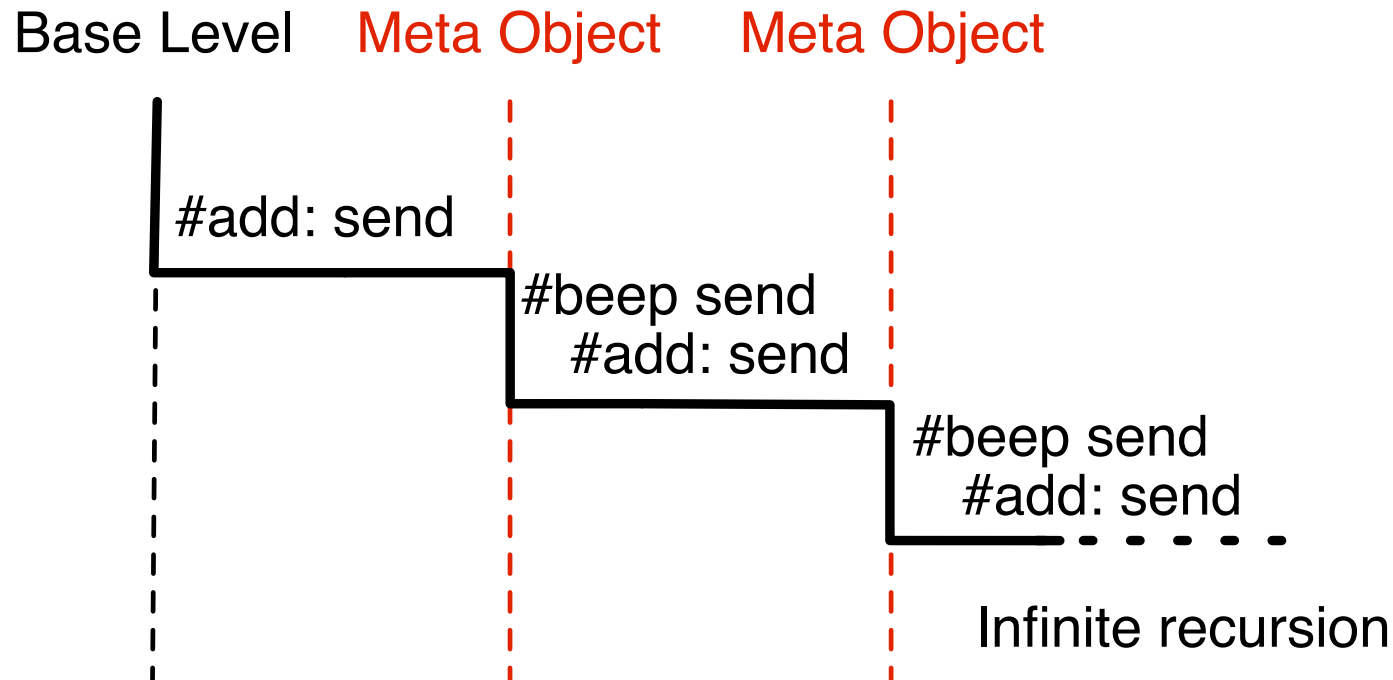 Base Level
Meta Object
Meta Object
#add: send
#beep send
#add: send
#beep send
#add: send
Infinite recursion